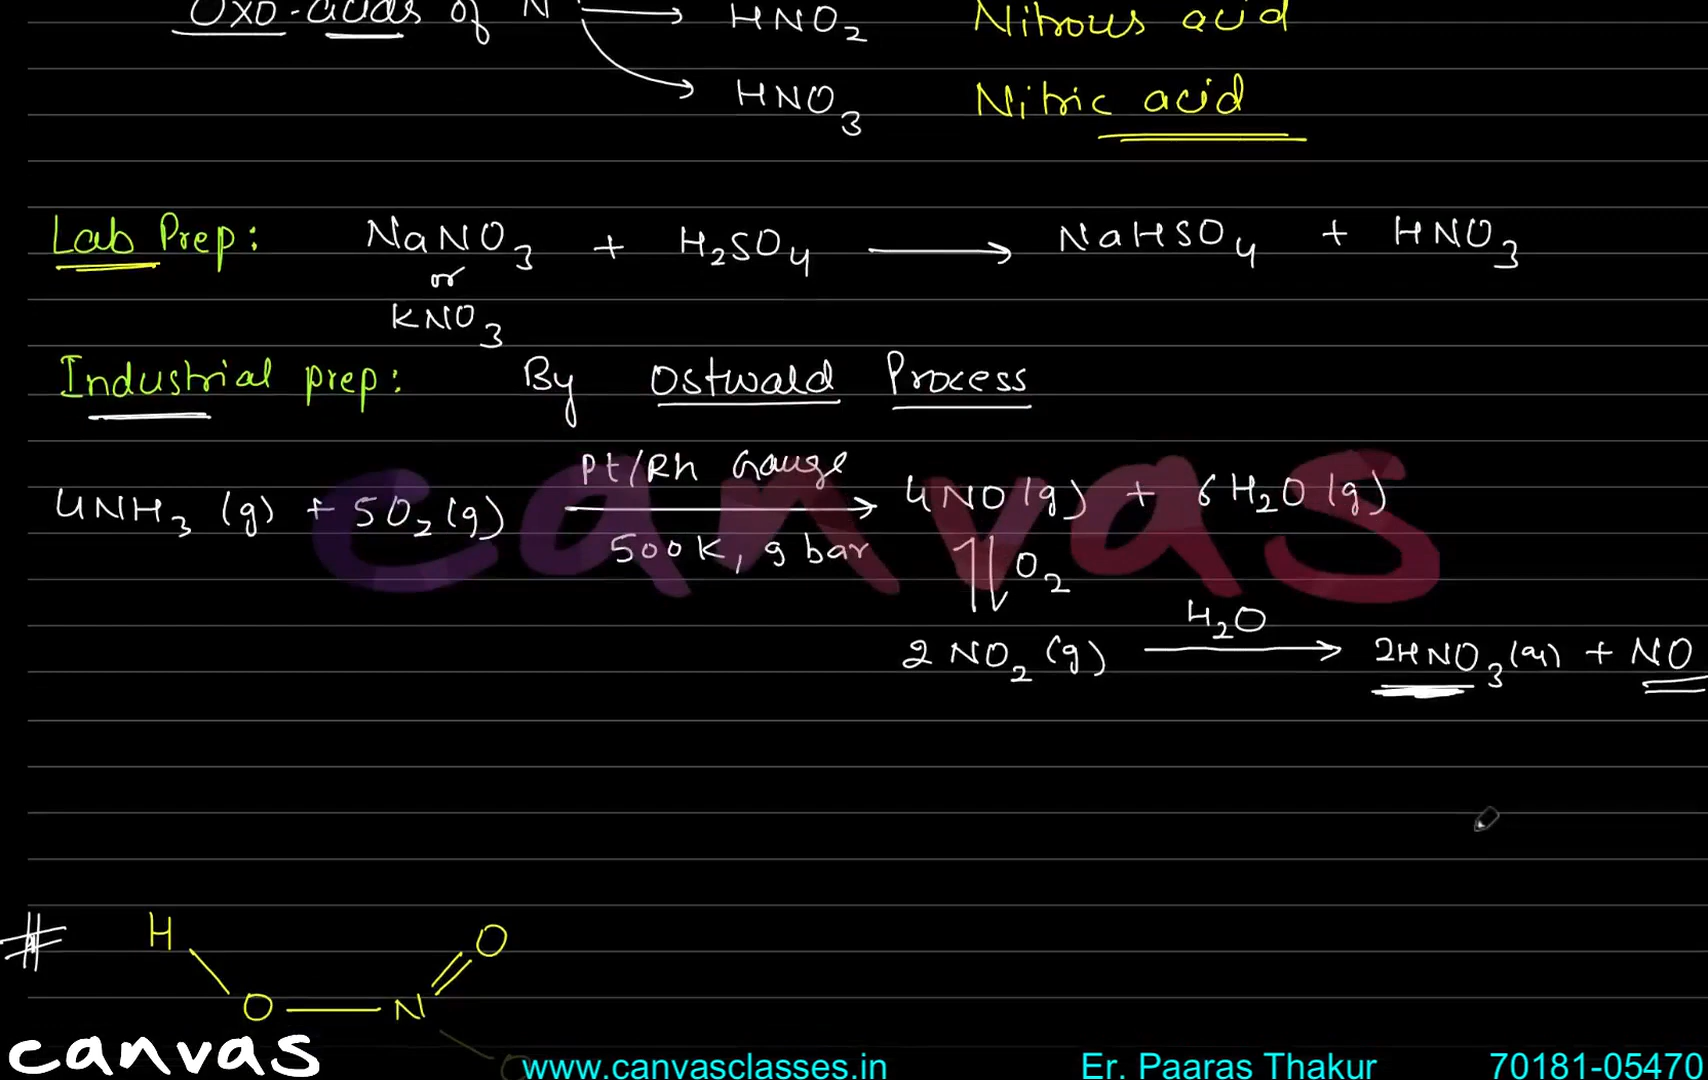 Oxo-acids of N → HNO2 Nitrous acid
→ HNO3 Nitric acid
Lab Prep: NaNO3 + H2SO4 → NaHSO4 + HNO3
or
KNO3
Industrial prep: By Ostwald Process
Pt/Rh Gauge
4NH3 (g) + 5O2 (g) → 4NO(g) + 6H2O(g)
500K, 9 bar
⇅ O2
H2O
2 NO2 (g) → 2HNO3 (aq) + NO
canvas
# H O
O — N
canvas www.canvasclasses.in Er. Paaras Thakur 70181-05470